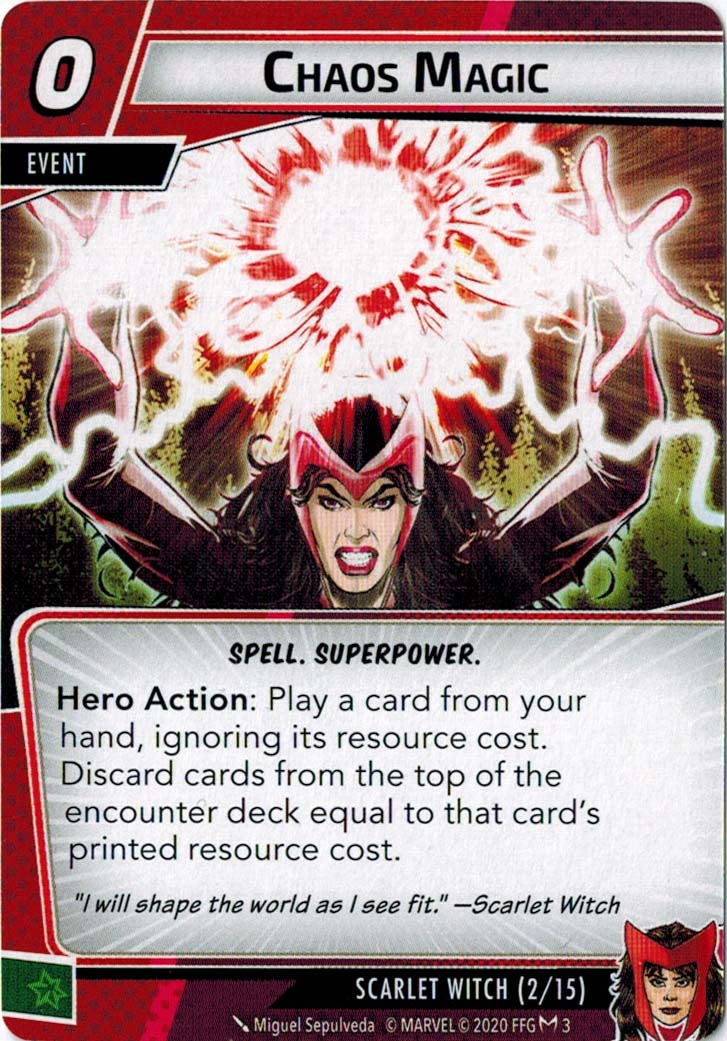 0
CHAOS MAGIC
EVENT
SPELL. SUPERPOWER.
Hero Action: Play a card from your
hand, ignoring its resource cost.
Discard cards from the top of the
encounter deck equal to that card's
printed resource cost.
"I will shape the world as I see fit." —Scarlet Witch
SCARLET WITCH (2/15)
Miguel Sepulveda © MARVEL © 2020 FFG 3